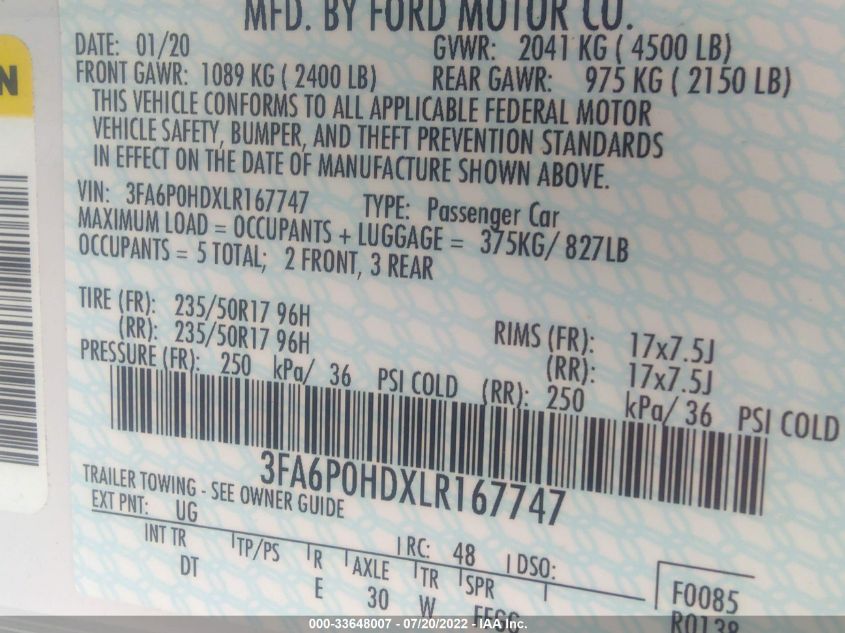 MFD. BY FORD MOTOR CO.
DATE: 01/20 GVWR: 2041 KG ( 4500 LB)
FRONT GAWR: 1089 KG ( 2400 LB) REAR GAWR: 975 KG ( 2150 LB)
THIS VEHICLE CONFORMS TO ALL APPLICABLE FEDERAL MOTOR
VEHICLE SAFETY, BUMPER, AND THEFT PREVENTION STANDARDS
IN EFFECT ON THE DATE OF MANUFACTURE SHOWN ABOVE.
VIN: 3FA6P0HDXLR167747 TYPE: Passenger Car
MAXIMUM LOAD = OCCUPANTS + LUGGAGE = 375KG/ 827LB
OCCUPANTS = 5 TOTAL; 2 FRONT, 3 REAR
TIRE (FR): 235/50R17 96H RIMS (FR): 17x7.5J
(RR): 235/50R17 96H (RR): 17x7.5J
PRESSURE (FR): 250 kPa/ 36 PSI COLD (RR): 250 kPa/ 36 PSI COLD
3FA6P0HDXLR167747
TRAILER TOWING - SEE OWNER GUIDE
EXT PNT: UG RC: 48 DSO:
INT TR TP/PS R AXLE TR SPR F0085
DT E 30 W R0138
N
000-33648007 - 07/20/2022 - IAA Inc.